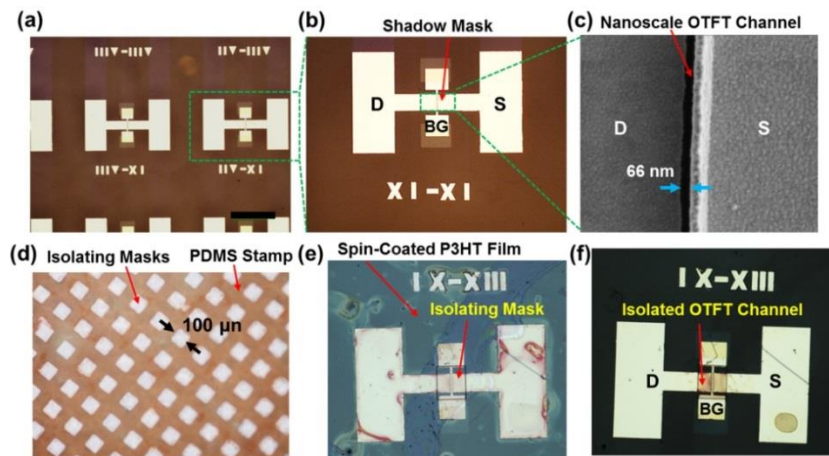 (a)
III▼-III▼
II▼-III▼
III▼-XI
II▼-XI
(b)
Shadow Mask
D
S
BG
XI-XI
(c)
Nanoscale OTFT Channel
D
S
66 nm
(d)
Isolating Masks
PDMS Stamp
100 µn
(e)
Spin-Coated P3HT Film
IX-XIII
Isolating Mask
(f)
IX-XIII
Isolated OTFT Channel
D
S
BG